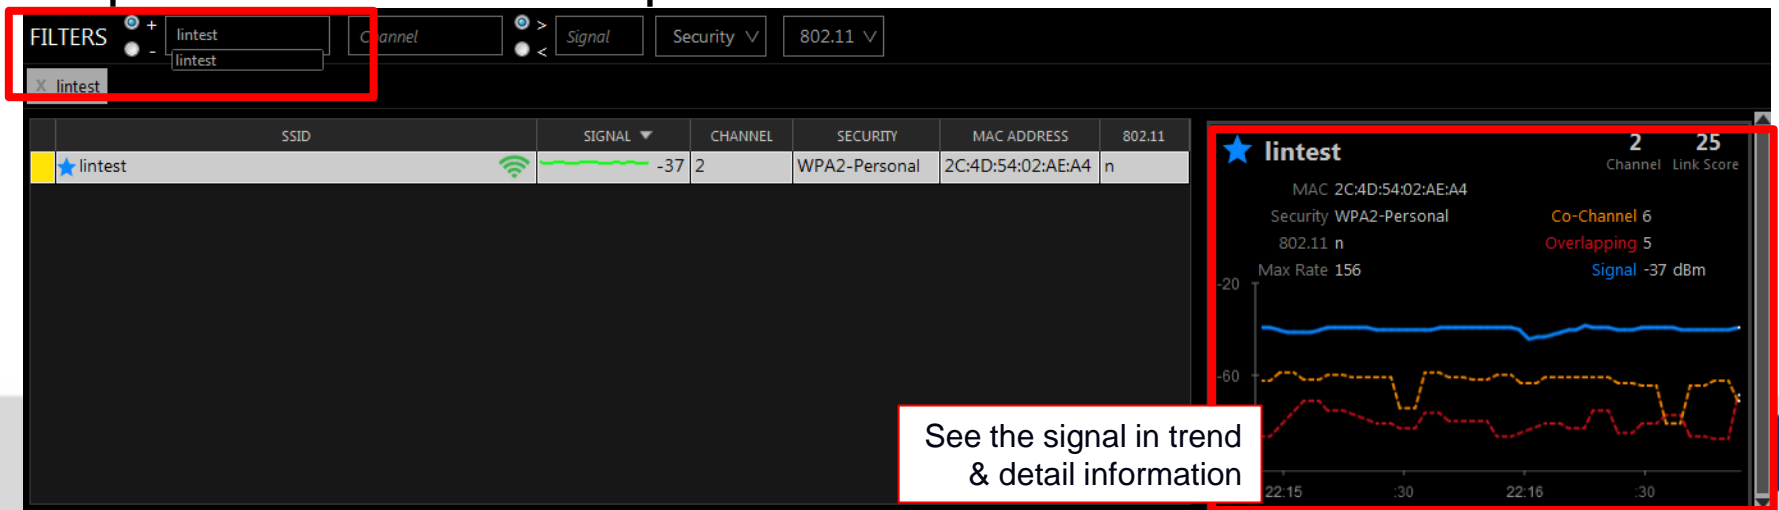 FILTERS + - lintest Channel > < Signal Security 802.11
lintest
X lintest
SSID SIGNAL CHANNEL SECURITY MAC ADDRESS 802.11
lintest -37 2 WPA2-Personal 2C:4D:54:02:AE:A4 n
lintest 2 25
Channel Link Score
MAC 2C:4D:54:02:AE:A4
Security WPA2-Personal Co-Channel 6
802.11 n Overlapping 5
Max Rate 156 Signal -37 dBm
-20
-60
See the signal in trend
& detail information
22:15 :30 22:16 :30